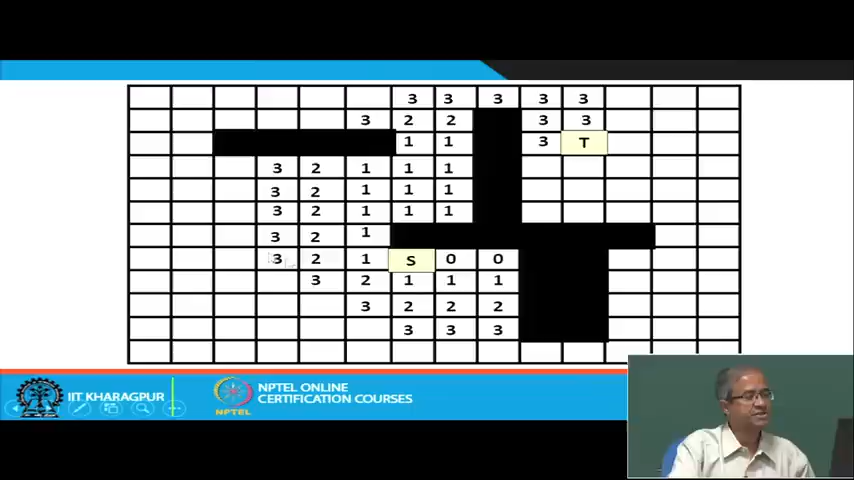 3 3 3 3 3
3 2 2 3 3
1 1 3 T
3 2 1 1 1
3 2 1 1 1
3 2 1 1 1
3 2 1
3 2 1 S 0 0
3 2 1 1 1
3 2 2 2
3 3 3
IIT KHARAGPUR
NPTEL
NPTEL ONLINE
CERTIFICATION COURSES